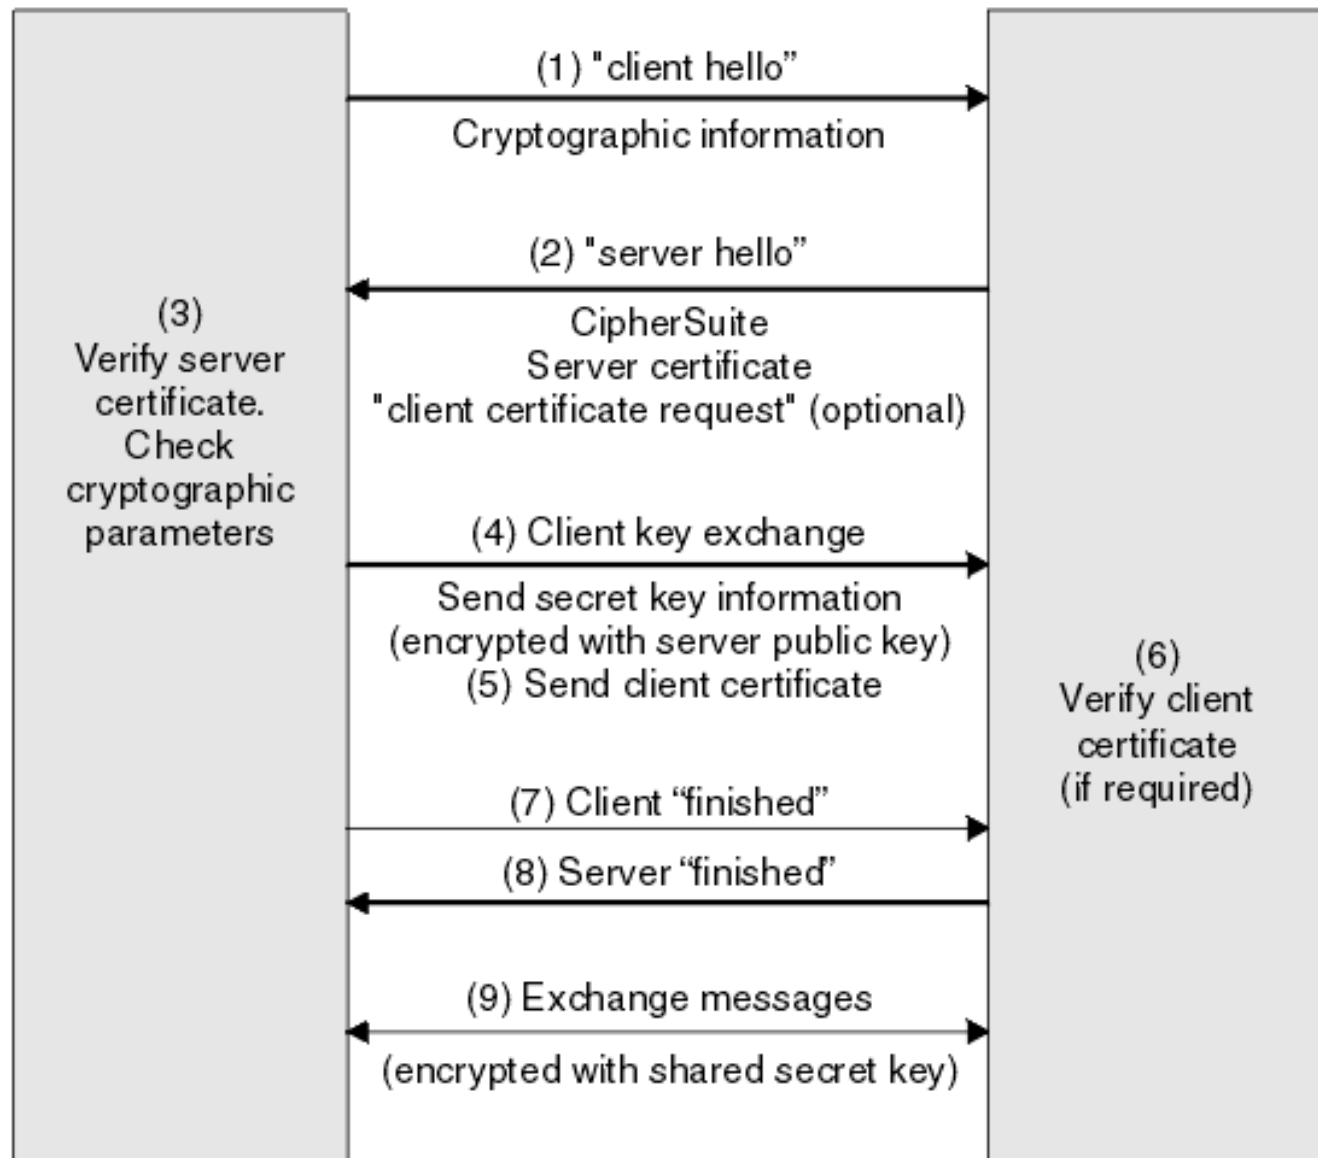 (1) "client hello”
Cryptographic information
(2) "server hello”
CipherSuite
Server certificate
"client certificate request" (optional)
(3)
Verify server
certificate.
Check
cryptographic
parameters
(4) Client key exchange
Send secret key information
(encrypted with server public key)
(5) Send client certificate
(6)
Verify client
certificate
(if required)
(7) Client “finished”
(8) Server “finished”
(9) Exchange messages
(encrypted with shared secret key)